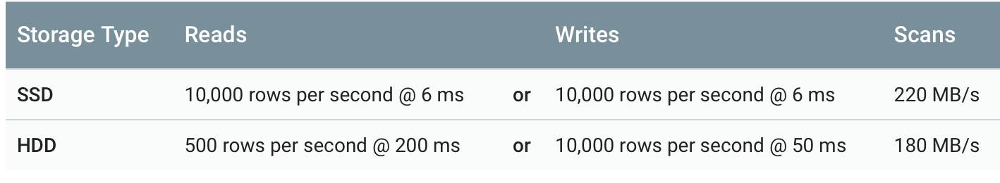 Storage Type Reads Writes Scans
SSD 10,000 rows per second @ 6 ms or 10,000 rows per second @ 6 ms 220 MB/s
HDD 500 rows per second @ 200 ms or 10,000 rows per second @ 50 ms 180 MB/s